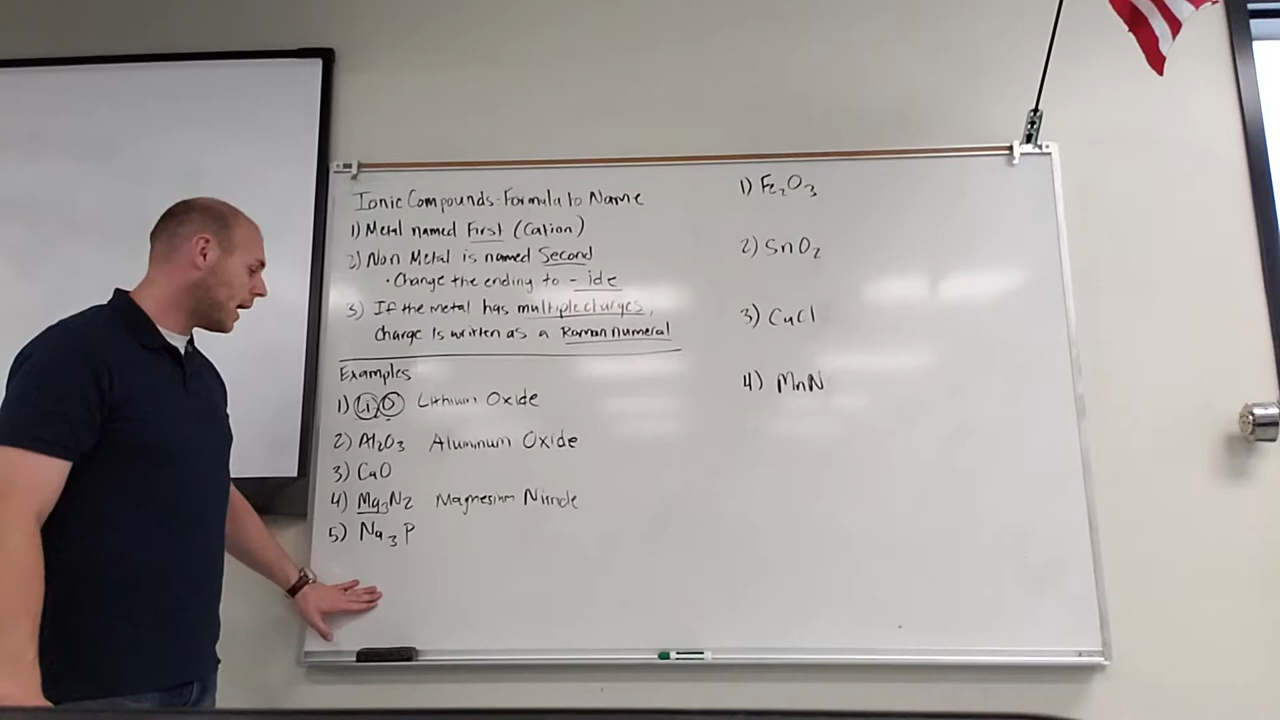 Ionic Compounds-Formula to Name
1) Metal named First (Cation)
2) Non Metal is named Second
• Change the ending to - ide
3) If the Metal has multiple charges,
charge is written as a Roman numeral
Examples
1) Li2O Lithium Oxide
2) Al2O3 Aluminum Oxide
3) CaO
4) Mg3N2 Magnesium Nitride
5) Na3P
1) Fe2O3
2) SnO2
3) CuCl
4) MnN